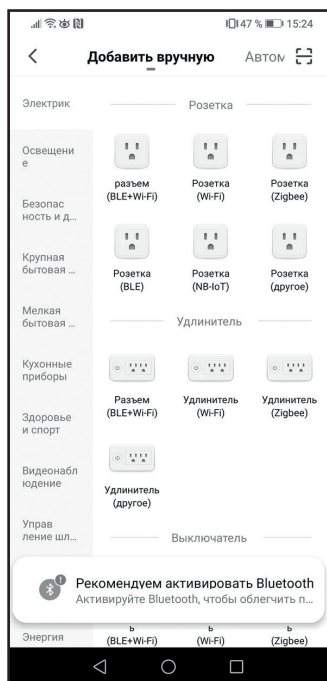 47 % 15:24
Добавить вручную Автом
Электрик
Освещени
е
Безопас
ность и д...
Крупная
бытовая ...
Мелкая
бытовая ...
Кухонные
приборы
Здоровье
и спорт
Видеонабл
юдение
Управ
ление шл...
Энергия
Розетка
разъем
(BLE+Wi-Fi)
Розетка
(Wi-Fi)
Розетка
(Zigbee)
Розетка
(BLE)
Розетка
(NB-IoT)
Розетка
(другое)
Удлинитель
Разъем
(BLE+Wi-Fi)
Удлинитель
(Wi-Fi)
Удлинитель
(Zigbee)
Удлинитель
(другое)
Выключатель
Рекомендуем активировать Bluetooth
Активируйте Bluetooth, чтобы облегчить п...
ь
(BLE+Wi-Fi)
ь
(Wi-Fi)
ь
(Zigbee)